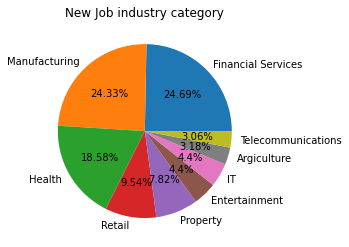 New Job industry category
Financial Services
24.69%
Manufacturing
24.33%
Health
18.58%
Retail
9.54%
Property
7.82%
Entertainment
4.4%
IT
4.4%
Argiculture
3.18%
Telecommunications
3.06%